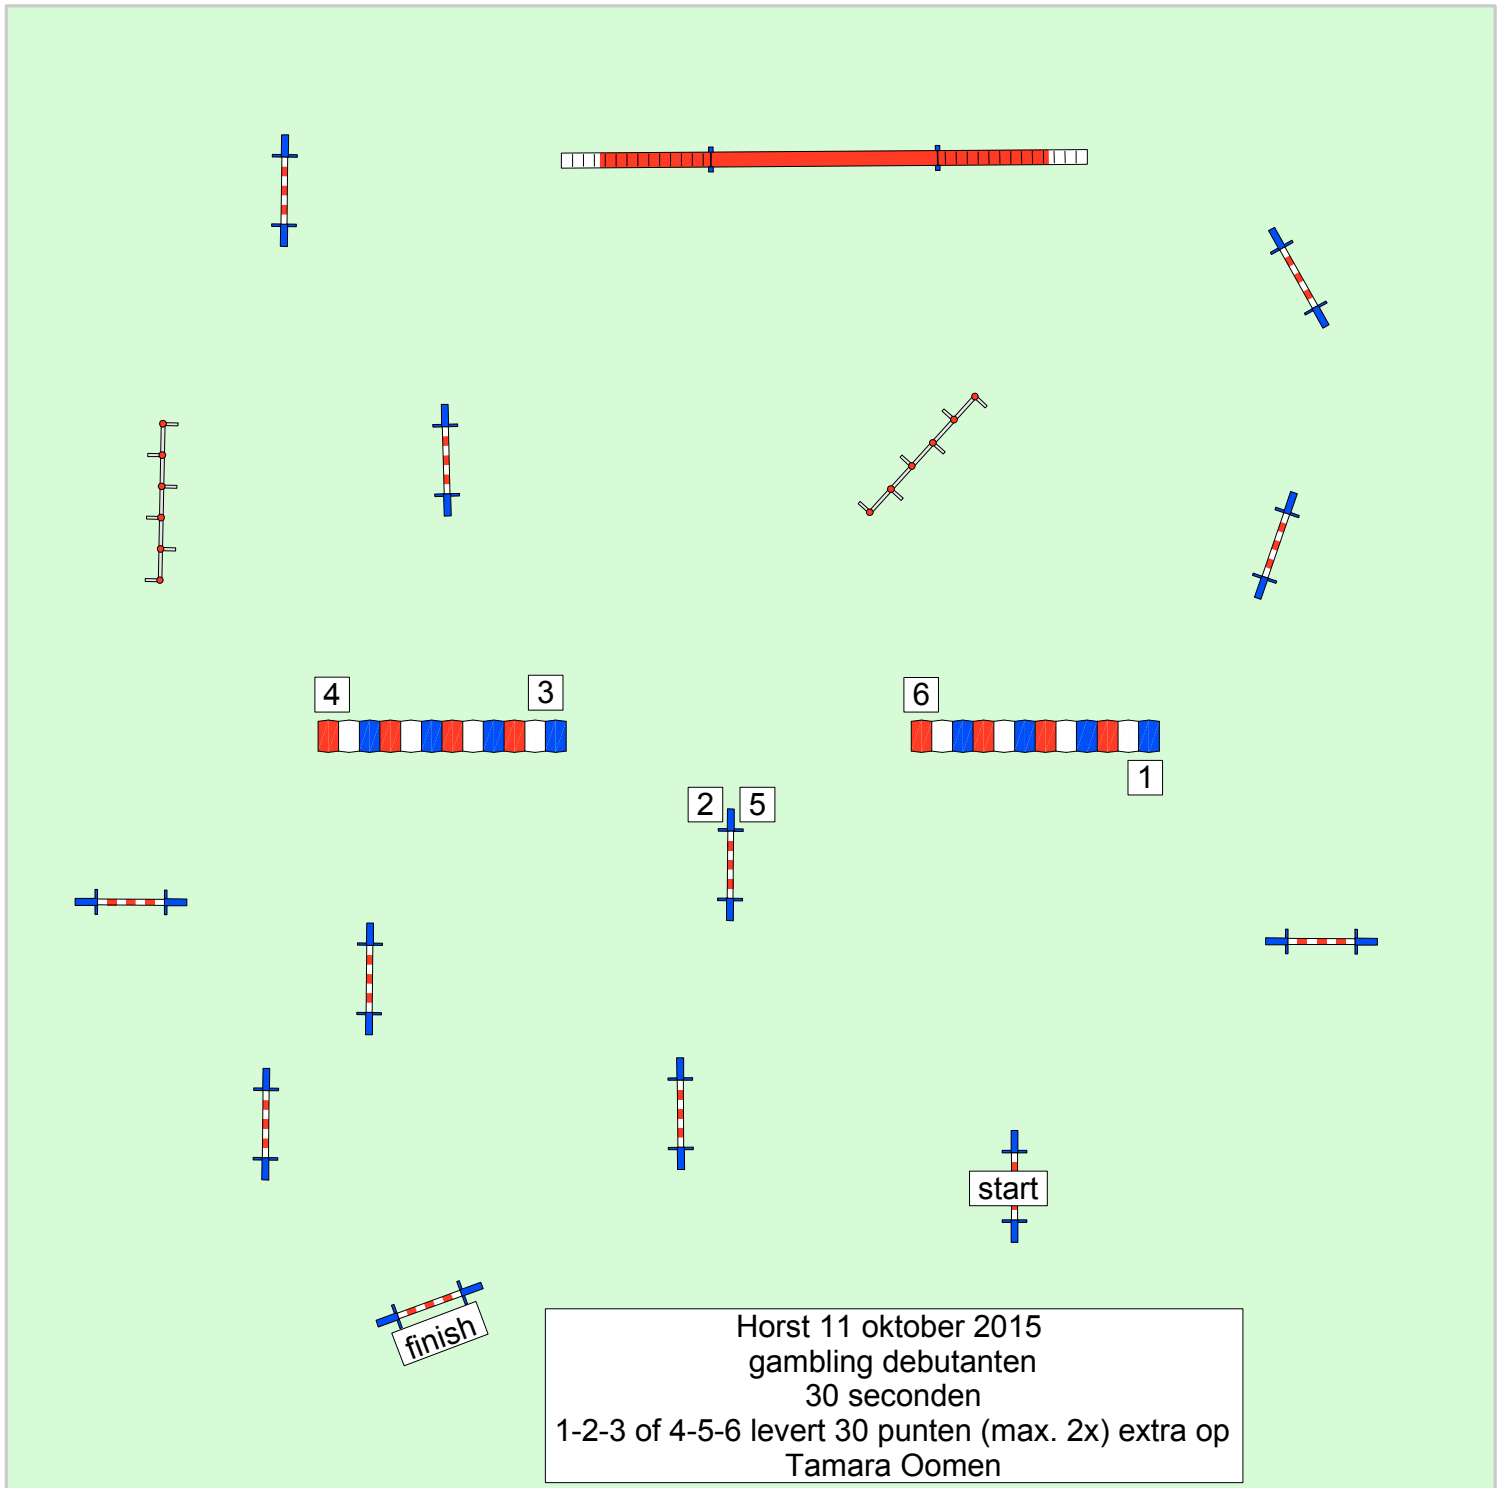 4
3
6
1
2
5
start
finish
Horst 11 oktober 2015
gambling debutanten
30 seconden
1-2-3 of 4-5-6 levert 30 punten (max. 2x) extra op
Tamara Oomen